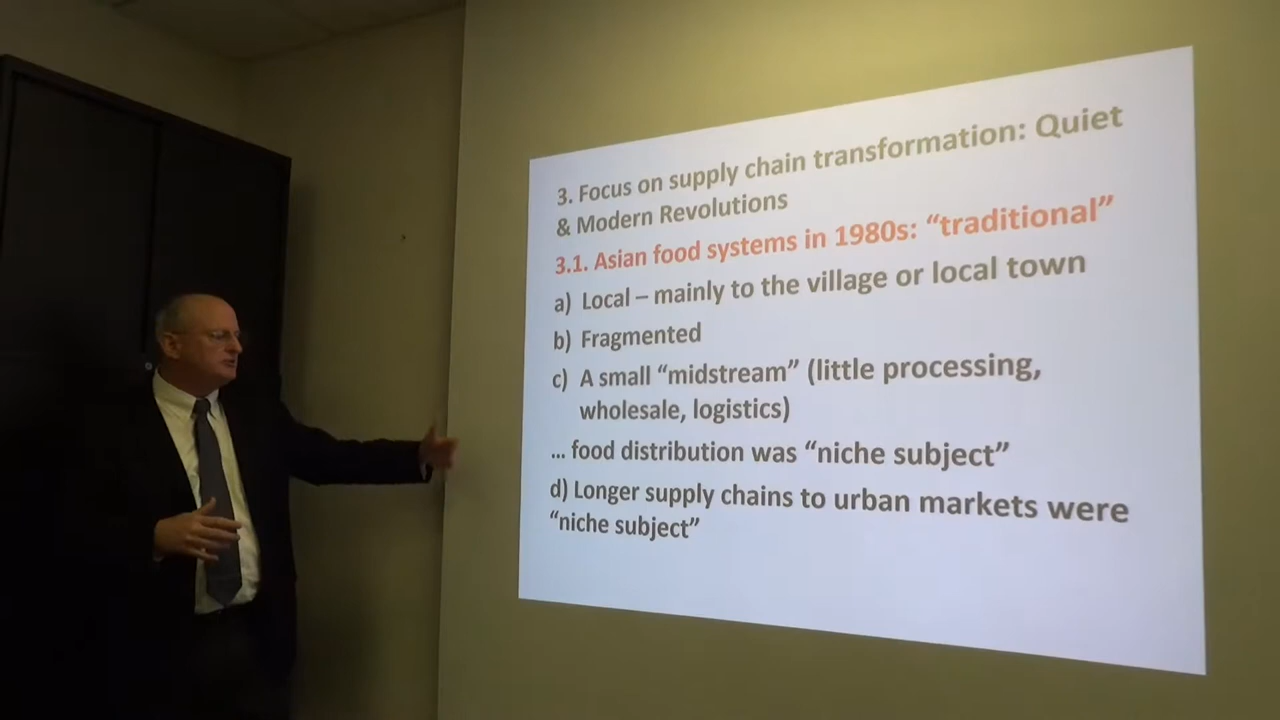 3. Focus on supply chain transformation: Quiet
& Modern Revolutions
3.1. Asian food systems in 1980s: “traditional”
a) Local – mainly to the village or local town
b) Fragmented
c) A small “midstream” (little processing,
wholesale, logistics)
... food distribution was “niche subject”
d) Longer supply chains to urban markets were
“niche subject”